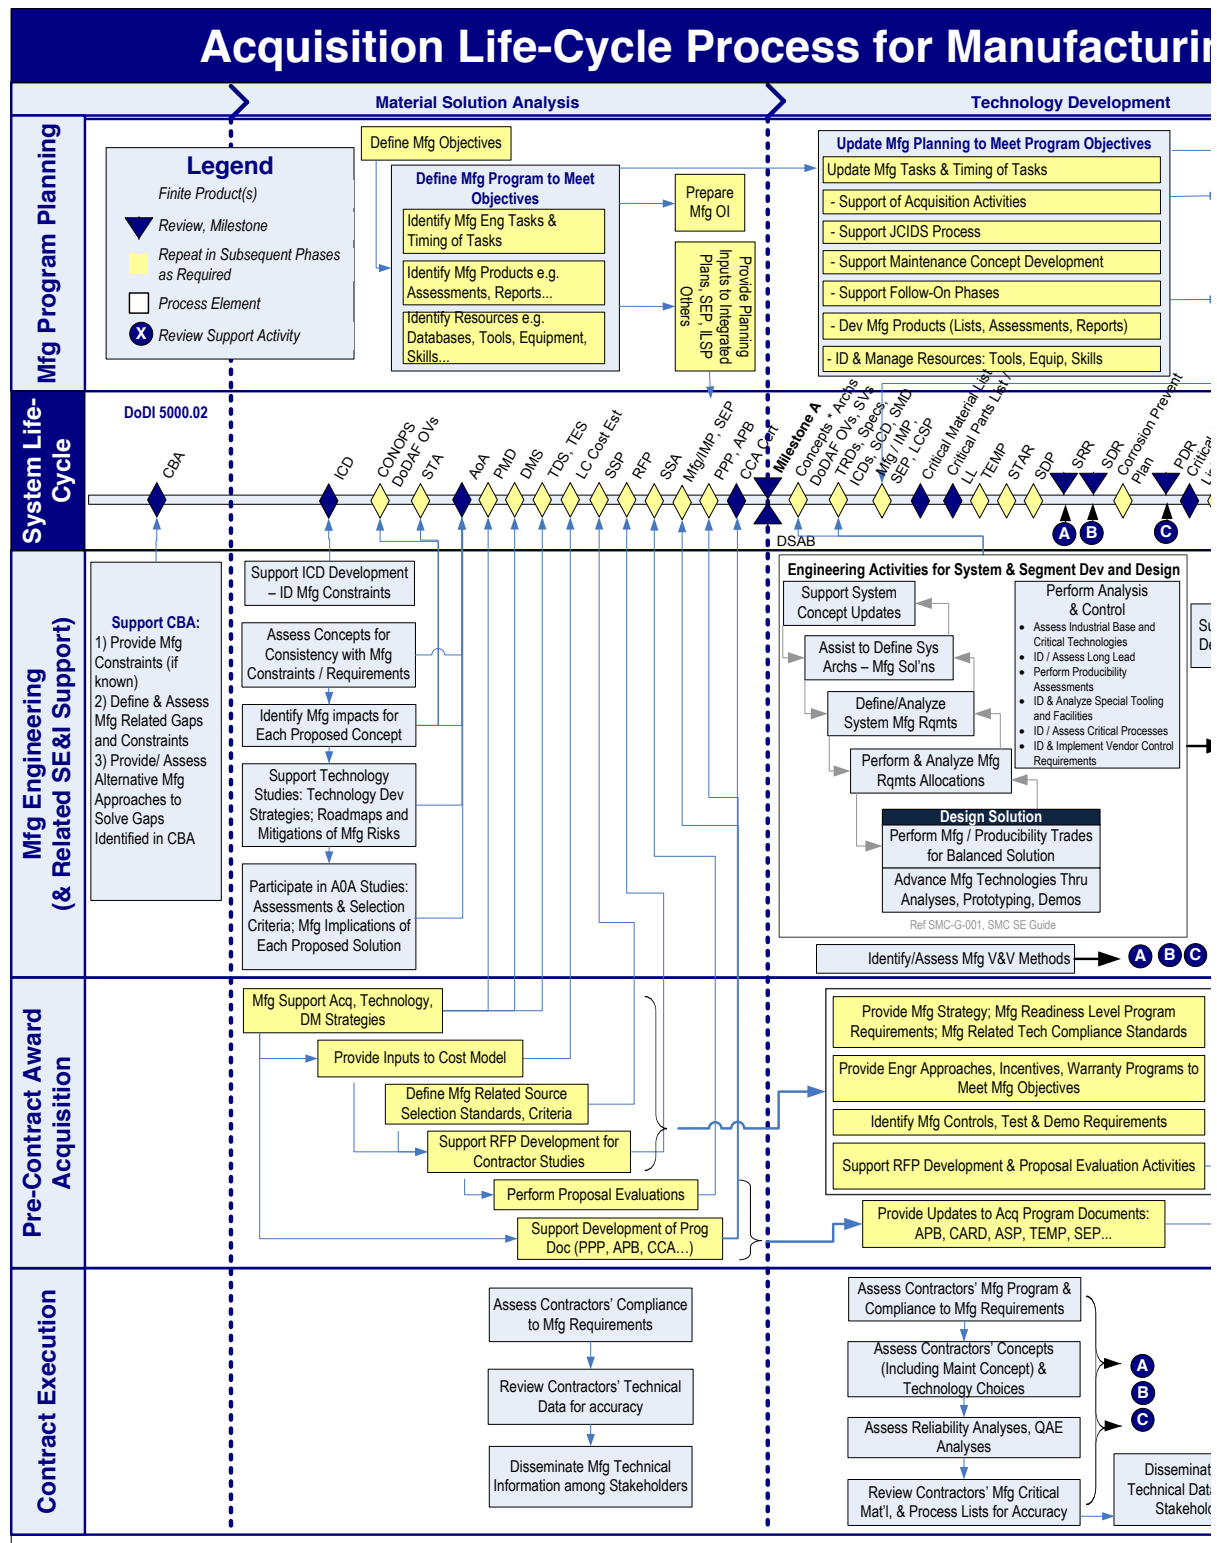 Acquisition Life-Cycle Process for Manufacturin
Material Solution Analysis
Technology Development
Mfg Program Planning
Legend
Finite Product(s)
Review, Milestone
Repeat in Subsequent Phases
as Required
Process Element
X
Review Support Activity
Define Mfg Objectives
Define Mfg Program to Meet
Objectives
Identify Mfg Eng Tasks &
Timing of Tasks
Identify Mfg Products e.g.
Assessments, Reports...
Identify Resources e.g.
Databases, Tools, Equipment,
Skills...
Prepare
Mfg OI
Provide Planning
Inputs to Integrated
Plans, SEP, ILSP
Others
Update Mfg Planning to Meet Program Objectives
Update Mfg Tasks & Timing of Tasks
- Support of Acquisition Activities
- Support JCIDS Process
- Support Maintenance Concept Development
- Support Follow-On Phases
- Dev Mfg Products (Lists, Assessments, Reports)
- ID & Manage Resources: Tools, Equip, Skills
System Life-
Cycle
DoDI 5000.02
CBA
ICD
CONOPS
DoDAF OVs
STA
AoA
PMD
DMS
TDS, TES
LC Cost Est
SSP
RFP
SSA
Mfg/IMP, SEP
PPP, APB
CCA Cert
Milestone A
Concepts * Archs
DoDAF OVs, SVs
TRDs, Specs,
ICDs, SCD, SMD
Mfg / IMP,
SEP, LCSP
Critical Material List
Critical Parts List /
LL
TEMP
STAR
SDP
SRR
SDR
Corrosion Prevent
Plan
PDR
Critical
DSAB
A
B
C
Mfg Engineering
(& Related SE&I Support)
Support CBA:
1) Provide Mfg
Constraints (if
known)
2) Define & Assess
Mfg Related Gaps
and Constraints
3) Provide/ Assess
Alternative Mfg
Approaches to
Solve Gaps
Identified in CBA
Support ICD Development
– ID Mfg Constraints
Assess Concepts for
Consistency with Mfg
Constraints / Requirements
Identify Mfg impacts for
Each Proposed Concept
Support Technology
Studies: Technology Dev
Strategies; Roadmaps and
Mitigations of Mfg Risks
Participate in A0A Studies:
Assessments & Selection
Criteria; Mfg Implications of
Each Proposed Solution
Engineering Activities for System & Segment Dev and Design
Support System
Concept Updates
Assist to Define Sys
Archs – Mfg Sol'ns
Define/Analyze
System Mfg Rqmts
Perform & Analyze Mfg
Rqmts Allocations
Design Solution
Perform Mfg / Producibility Trades
for Balanced Solution
Advance Mfg Technologies Thru
Analyses, Prototyping, Demos
Ref SMC-G-001, SMC SE Guide
Perform Analysis
& Control
• Assess Industrial Base and
Critical Technologies
• ID / Assess Long Lead
• Perform Producibility
Assessments
• ID & Analyze Special Tooling
and Facilities
• ID / Assess Critical Processes
• ID & Implement Vendor Control
Requirements
Su
De
Identify/Assess Mfg V&V Methods
A
B
C
Pre-Contract Award
Acquisition
Mfg Support Acq, Technology,
DM Strategies
Provide Inputs to Cost Model
Define Mfg Related Source
Selection Standards, Criteria
Support RFP Development for
Contractor Studies
Perform Proposal Evaluations
Support Development of Prog
Doc (PPP, APB, CCA...)
Provide Mfg Strategy; Mfg Readiness Level Program
Requirements; Mfg Related Tech Compliance Standards
Provide Engr Approaches, Incentives, Warranty Programs to
Meet Mfg Objectives
Identify Mfg Controls, Test & Demo Requirements
Support RFP Development & Proposal Evaluation Activities
Provide Updates to Acq Program Documents:
APB, CARD, ASP, TEMP, SEP...
Contract Execution
Assess Contractors' Compliance
to Mfg Requirements
Review Contractors' Technical
Data for accuracy
Disseminate Mfg Technical
Information among Stakeholders
Assess Contractors' Mfg Program &
Compliance to Mfg Requirements
Assess Contractors' Concepts
(Including Maint Concept) &
Technology Choices
Assess Reliability Analyses, QAE
Analyses
Review Contractors' Mfg Critical
Mat'l, & Process Lists for Accuracy
A
B
C
Disseminat
Technical Data
Stakehol